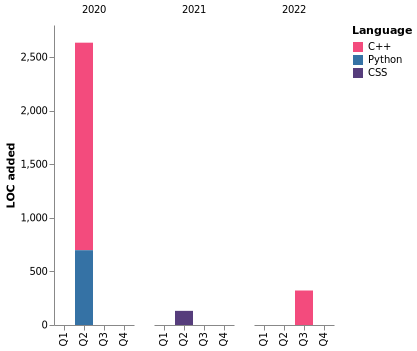 2020 2021 2022
Language
C++
Python
CSS
LOC added
2,500
2,000
1,500
1,000
500
0
Q1 Q2 Q3 Q4 Q1 Q2 Q3 Q4 Q1 Q2 Q3 Q4